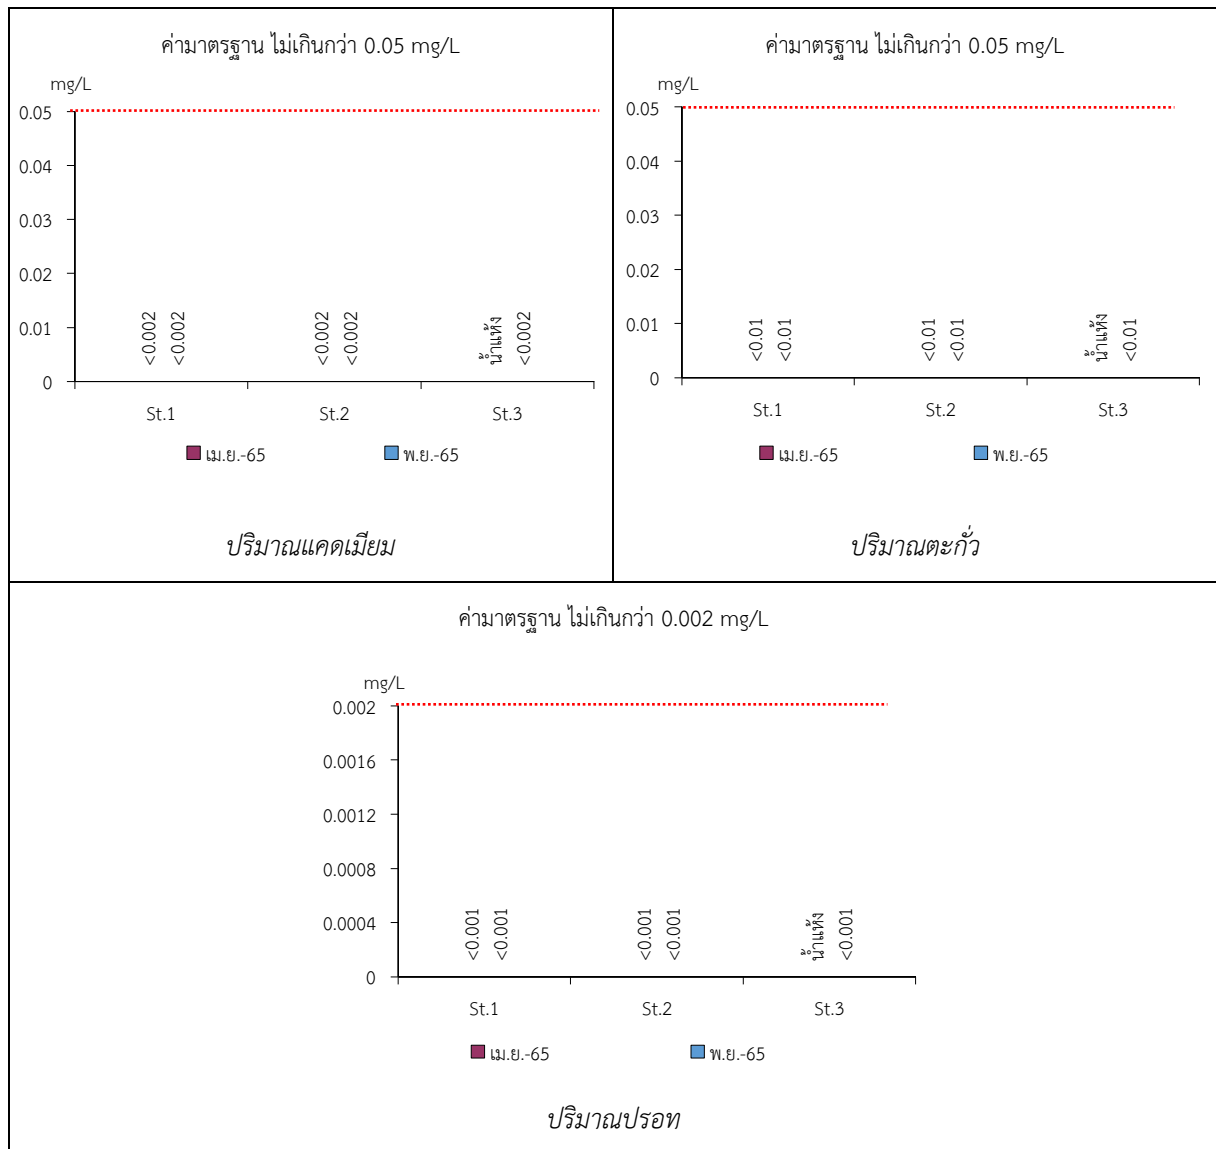 ค่ามาตรฐาน ไม่เกินกว่า 0.05 mg/L
mg/L
0.05
0.04
0.03
0.02
0.01
0
<0.002
<0.002
<0.002
<0.002
น้ำแห้ง
<0.002
St.1
St.2
St.3
เม.ย.-65
พ.ย.-65
ปริมาณแคดเมียม
ค่ามาตรฐาน ไม่เกินกว่า 0.05 mg/L
mg/L
0.05
0.04
0.03
0.02
0.01
0
<0.01
<0.01
<0.01
<0.01
น้ำแห้ง
<0.01
St.1
St.2
St.3
เม.ย.-65
พ.ย.-65
ปริมาณตะกั่ว
ค่ามาตรฐาน ไม่เกินกว่า 0.002 mg/L
mg/L
0.002
0.0016
0.0012
0.0008
0.0004
0
<0.001
<0.001
<0.001
<0.001
น้ำแห้ง
<0.001
St.1
St.2
St.3
เม.ย.-65
พ.ย.-65
ปริมาณปรอท